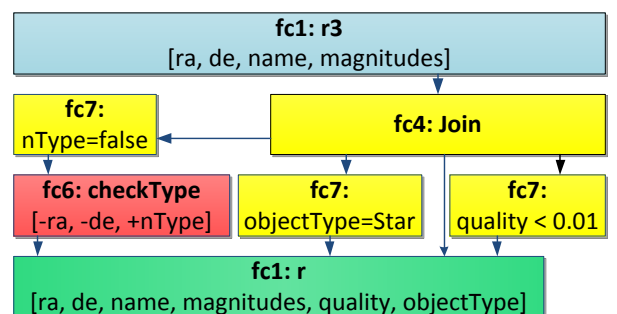 fc1: r3
[ra, de, name, magnitudes]
fc7:
nType=false
fc4: Join
fc6: checkType
[-ra, -de, +nType]
fc7:
objectType=Star
fc7:
quality < 0.01
fc1: r
[ra, de, name, magnitudes, quality, objectType]